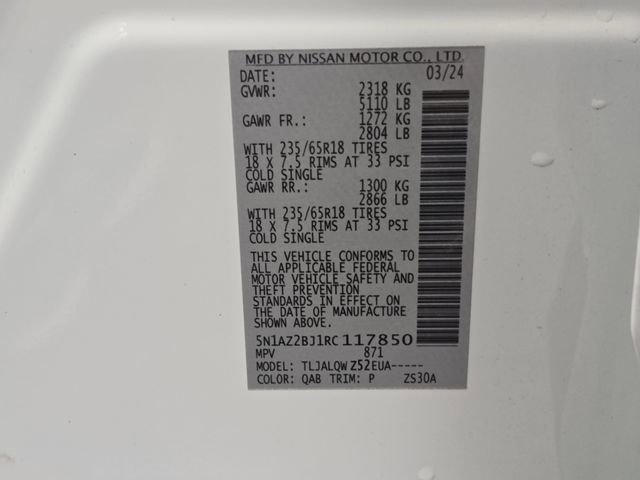 MFD BY NISSAN MOTOR CO., LTD.
DATE: 03/24
GVWR: 2318 KG
5110 LB
GAWR FR.: 1272 KG
2804 LB
WITH 235/65R18 TIRES
18 X 7.5 RIMS AT 33 PSI
COLD SINGLE
GAWR RR.: 1300 KG
2866 LB
WITH 235/65R18 TIRES
18 X 7.5 RIMS AT 33 PSI
COLD SINGLE
THIS VEHICLE CONFORMS TO
ALL APPLICABLE FEDERAL
MOTOR VEHICLE SAFETY AND
THEFT PREVENTION
STANDARDS IN EFFECT ON
THE DATE OF MANUFACTURE
SHOWN ABOVE.
5N1AZ2BJ1RC117850
MPV 871
MODEL: TLJALQWZ52EUA-----
COLOR: QAB TRIM: P ZS30A